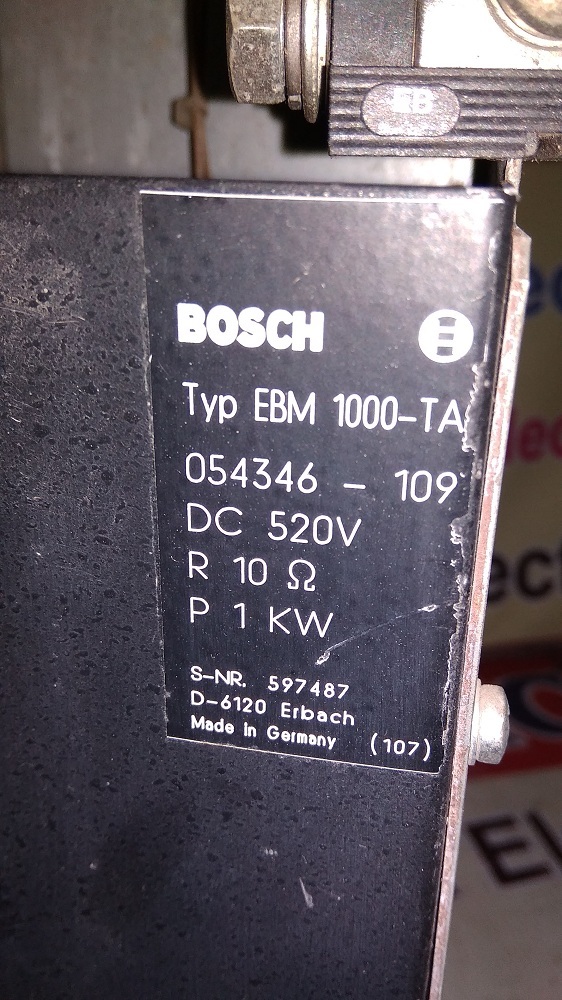 EB
BOSCH
Typ EBM 1000-TA
054346 - 109
DC 520V
R 10 Ω
P 1 KW
S-NR. 597487
D-6120 Erbach
Made in Germany (107)